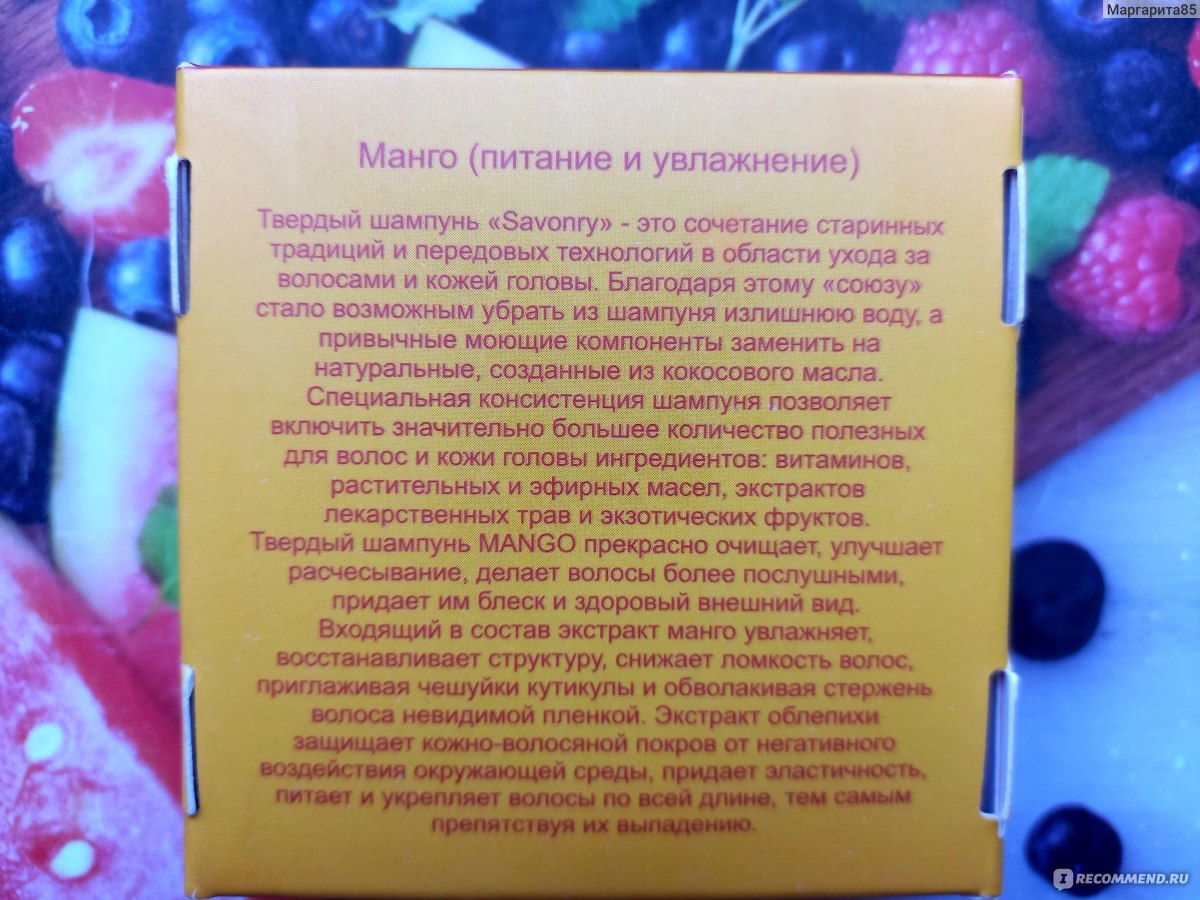 Маргарита85
Манго (питание и увлажнение)
Твердый шампунь «Savonry» - это сочетание старинных
традиций и передовых технологий в области ухода за
волосами и кожей головы. Благодаря этому «союзу»
стало возможным убрать из шампуня излишнюю воду, а
привычные моющие компоненты заменить на
натуральные, созданные из кокосового масла.
Специальная консистенция шампуня позволяет
включить значительно большее количество полезных
для волос и кожи головы ингредиентов: витаминов,
растительных и эфирных масел, экстрактов
лекарственных трав и экзотических фруктов.
Твердый шампунь MANGO прекрасно очищает, улучшает
расчесывание, делает волосы более послушными,
придает им блеск и здоровый внешний вид.
Входящий в состав экстракт манго увлажняет,
восстанавливает структуру, снижает ломкость волос,
приглаживая чешуйки кутикулы и обволакивая стержень
волоса невидимой пленкой. Экстракт облепихи
защищает кожно-волосяной покров от негативного
воздействия окружающей среды, придает эластичность,
питает и укрепляет волосы по всей длине, тем самым
препятствуя их выпадению.
IRECOMMEND.RU